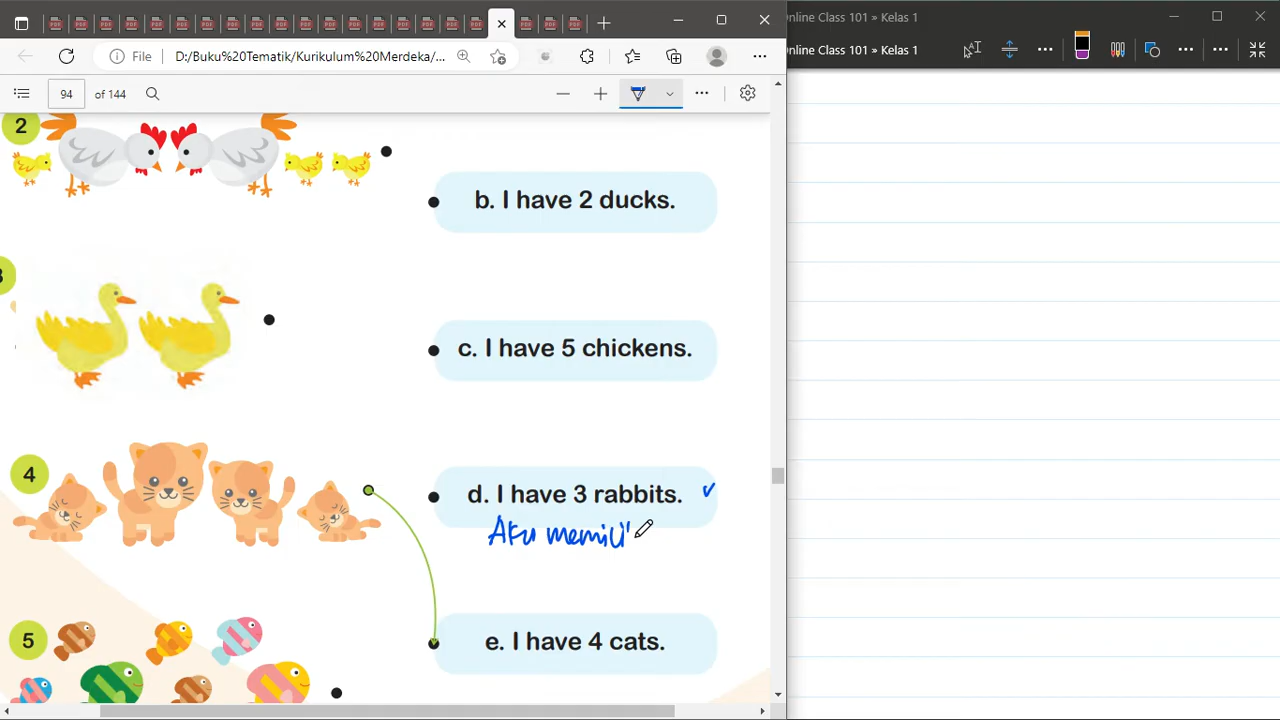 File D:/Buku%20Tematik/Kurikulum%20Merdeka/...
nline Class 101 » Kelas 1
nline Class 101 » Kelas 1
94 of 144
2
b. I have 2 ducks.
c. I have 5 chickens.
4
d. I have 3 rabbits.
Aku memili
e. I have 4 cats.
5